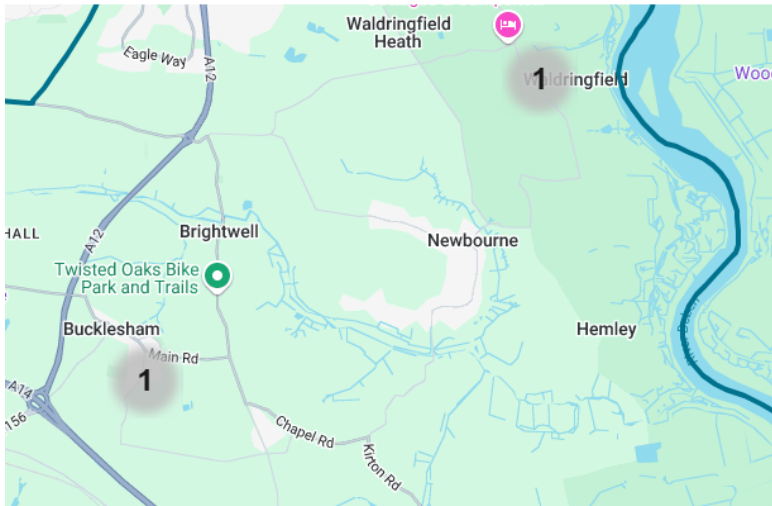 Waldringfield
Heath
Eagle Way
A12
1
Waldringfield
Woo
HALL
A12
Brightwell
Newbourne
Twisted Oaks Bike
Park and Trails
Bucklesham
Hemley
Main Rd
1
A14
156
Chapel Rd
Kirton Rd